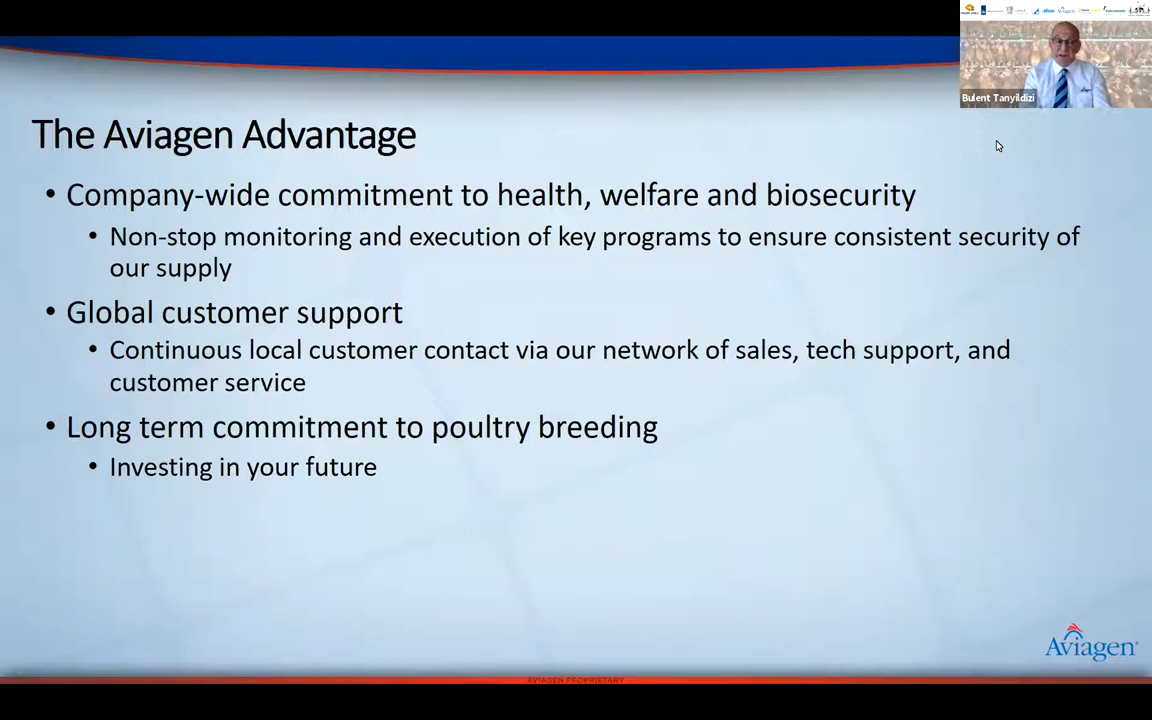 Bulent Tanyildizi
The Aviagen Advantage
• Company-wide commitment to health, welfare and biosecurity
• Non-stop monitoring and execution of key programs to ensure consistent security of
our supply
• Global customer support
• Continuous local customer contact via our network of sales, tech support, and
customer service
• Long term commitment to poultry breeding
• Investing in your future
Aviagen®
AVIAGEN PROPRIETARY